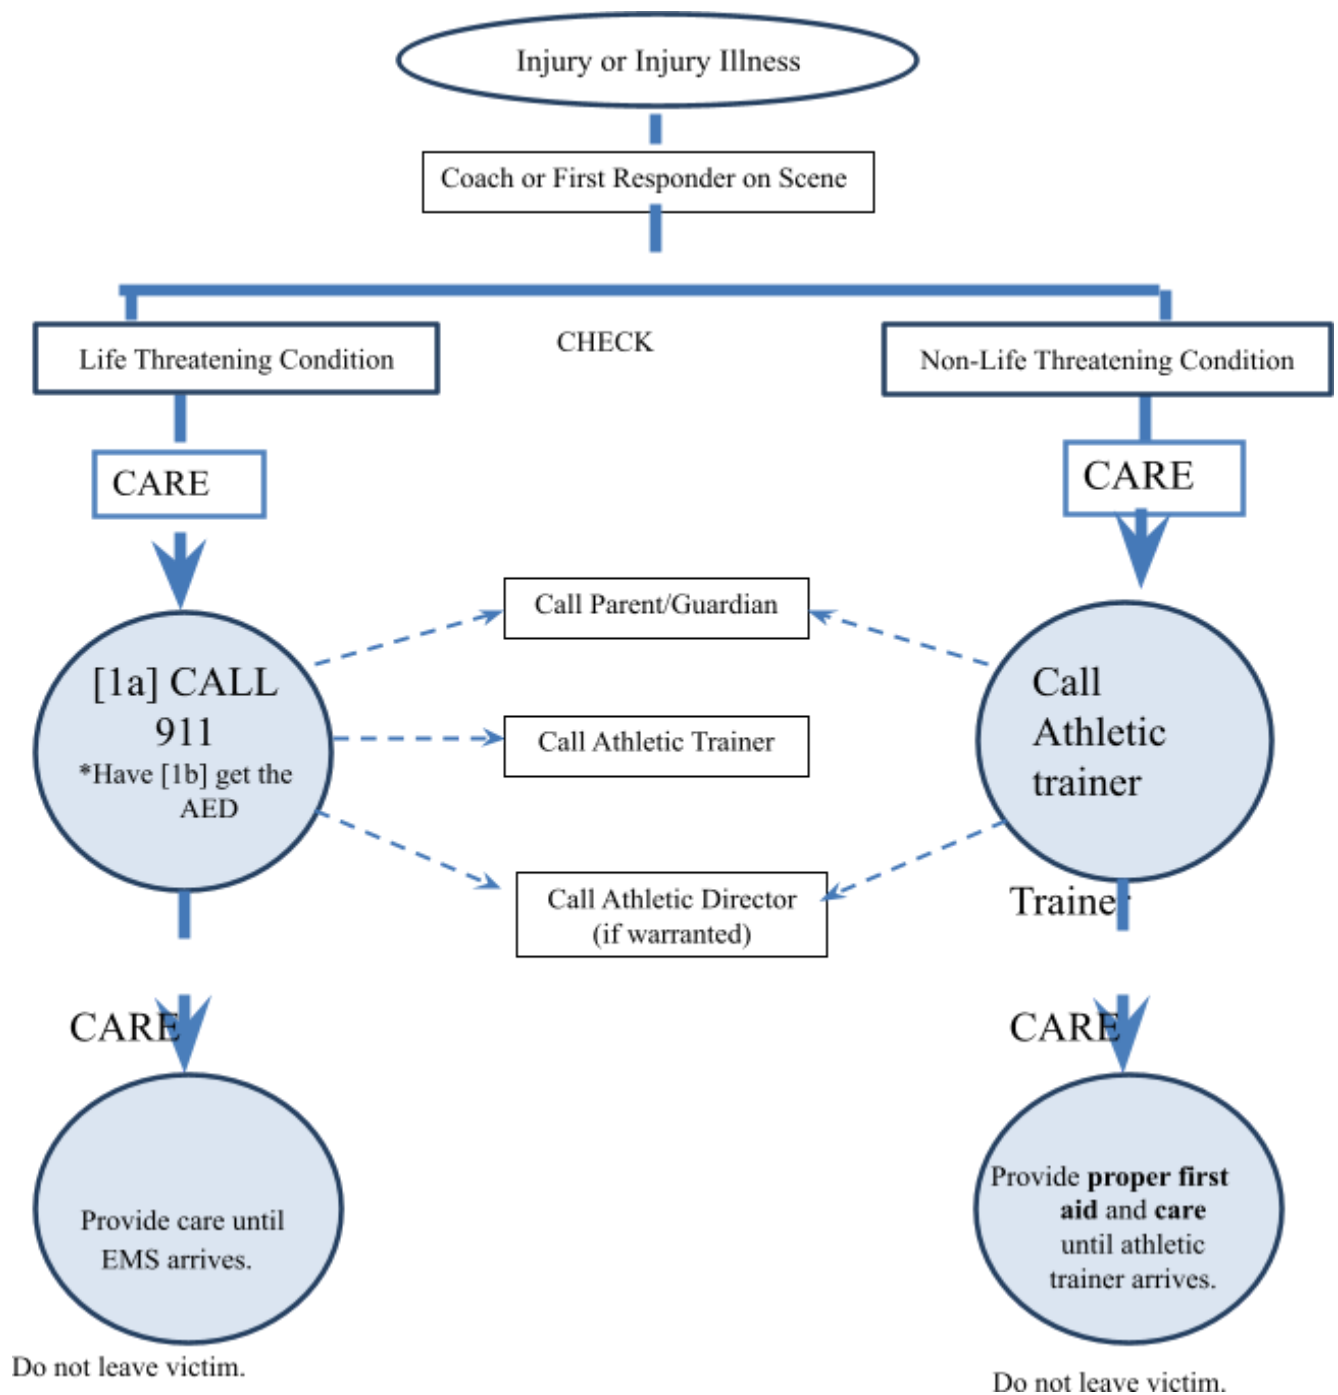 Injury or Injury Illness
Coach or First Responder on Scene
Life Threatening Condition
CHECK
Non-Life Threatening Condition
CARE
CARE
Call Parent/Guardian
[1a] CALL
911
*Have [1b] get the
AED
Call Athletic Trainer
Call
Athletic
trainer
Call Athletic Director
(if warranted)
Trainer
CARE
CARE
Provide care until
EMS arrives.
Provide proper first
aid and care
until athletic
trainer arrives.
Do not leave victim.
Do not leave victim.